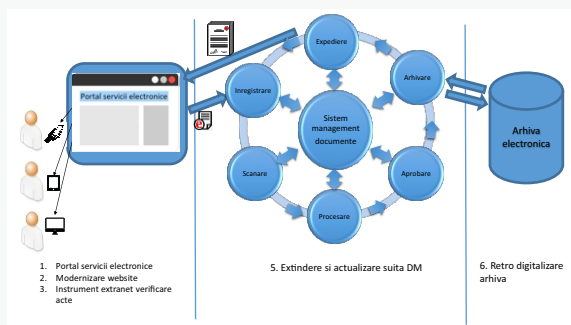 Expediere
Portal servicii electronice
Inregistrare
Arhivare
Sistem
management
documente
Arhiva
electronica
Scanare
Aprobare
Procesare
1. Portal servicii electronice
2. Modernizare website
3. Instrument extranet verificare
acte
5. Extindere si actualizare suita DM
6. Retro digitalizare
arhiva